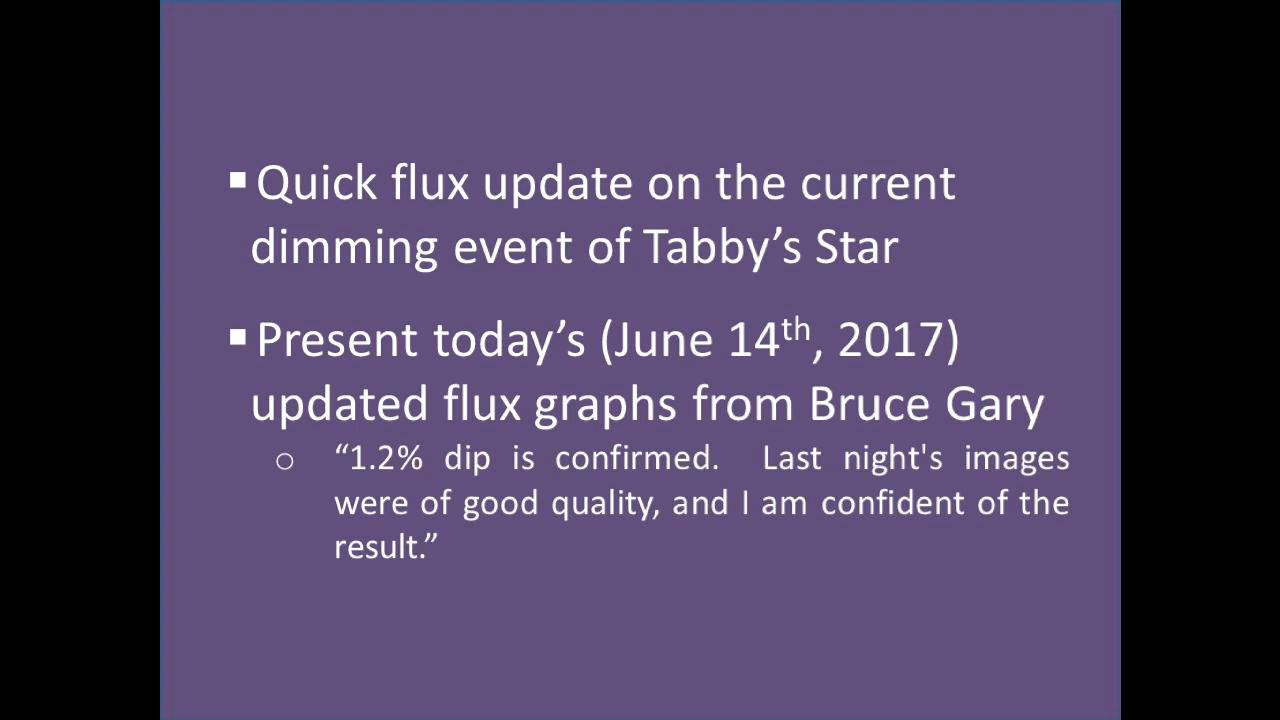 ▪Quick flux update on the current
dimming event of Tabby’s Star
▪Present today’s (June 14th, 2017)
updated flux graphs from Bruce Gary
o “1.2% dip is confirmed. Last night's images
were of good quality, and I am confident of the
result.”